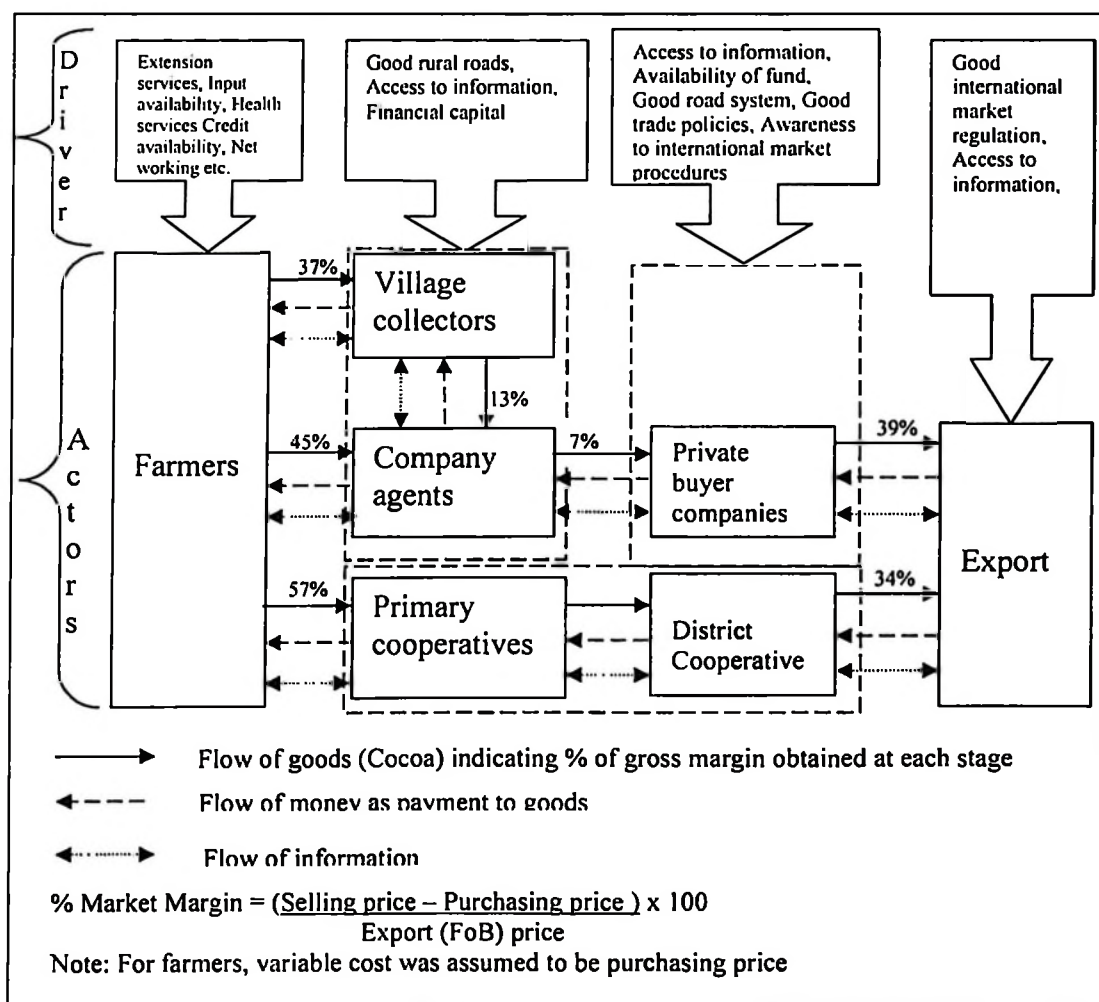 Driver
Extension
services, Input
availability, Health
services Credit
availability, Net
working etc.
Good rural roads,
Access to information,
Financial capital
Access to information,
Availability of fund,
Good road system, Good
trade policies, Awareness
to international market
procedures
Good
international
market
regulation,
Access to
information,
Actors
Farmers
37%
Village
collectors
13%
45%
Company
agents
7%
Private
buyer
companies
39%
57%
Primary
cooperatives
District
Cooperative
34%
Export
Flow of goods (Cocoa) indicating % of gross margin obtained at each stage
Flow of money as payment to goods
Flow of information
% Market Margin = (Selling price – Purchasing price ) x 100
Export (FoB) price
Note: For farmers, variable cost was assumed to be purchasing price